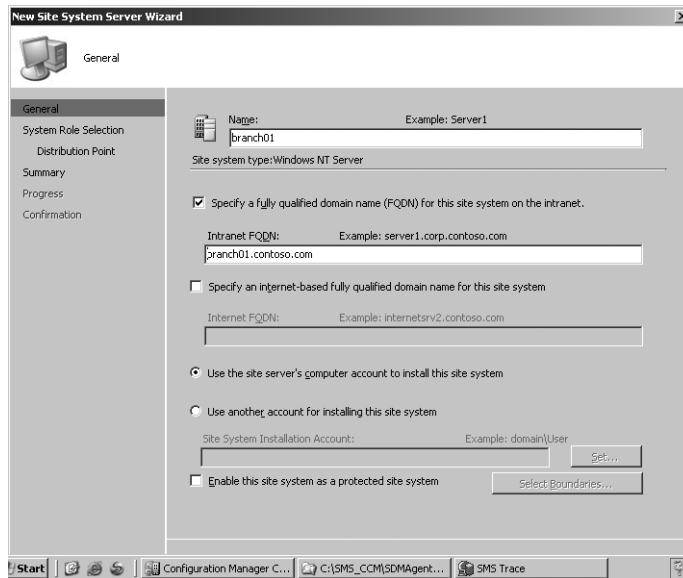 New Site System Server Wizard
General
General
System Role Selection
Distribution Point
Summary
Progress
Confirmation
Name: Example: Server1
branch01
Site system type:Windows NT Server
Specify a fully qualified domain name (FQDN) for this site system on the intranet.
Intranet FQDN: Example: server1.corp.contoso.com
branch01.contoso.com
Specify an internet-based fully qualified domain name for this site system
Internet FQDN: Example: internetsrv2.contoso.com
Use the site server's computer account to install this site system
Use another account for installing this site system
Site System Installation Account: Example: domain\User
Set...
Enable this site system as a protected site system
Select Boundaries...
Start Configuration Manager C... C:\SMS_CCM\SDMAgent... SMS Trace